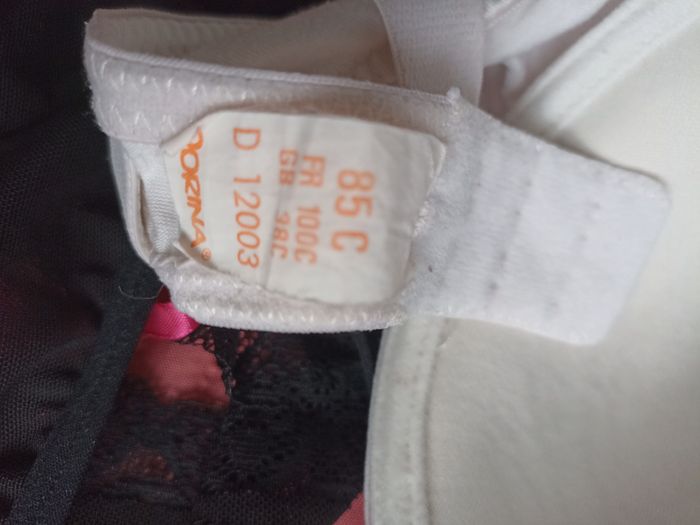 DORINA®
D 12003
85 C
FR 100C
GB 38C